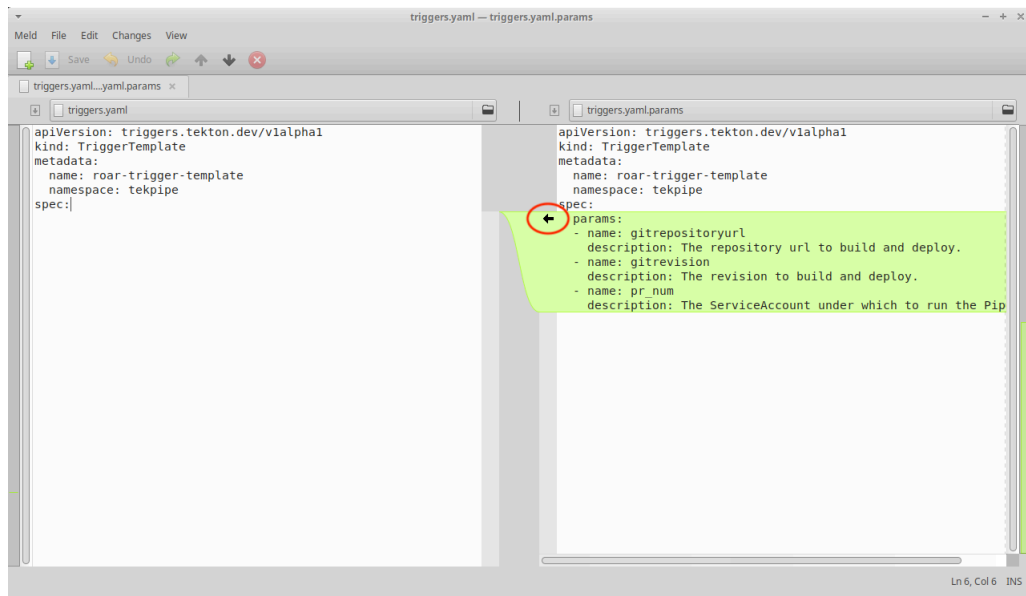 triggers.yaml — triggers.yaml.params
Meld File Edit Changes View
Save Undo
triggers.yaml....yaml.params
triggers.yaml
triggers.yaml.params
apiVersion: triggers.tekton.dev/v1alpha1
kind: TriggerTemplate
metadata:
  name: roar-trigger-template
  namespace: tekpipe
spec:
apiVersion: triggers.tekton.dev/v1alpha1
kind: TriggerTemplate
metadata:
  name: roar-trigger-template
  namespace: tekpipe
spec:
  params:
  - name: gitrepositoryurl
    description: The repository url to build and deploy.
  - name: gitrevision
    description: The revision to build and deploy.
  - name: pr_num
    description: The ServiceAccount under which to run the Pip
Ln 6, Col 6 INS